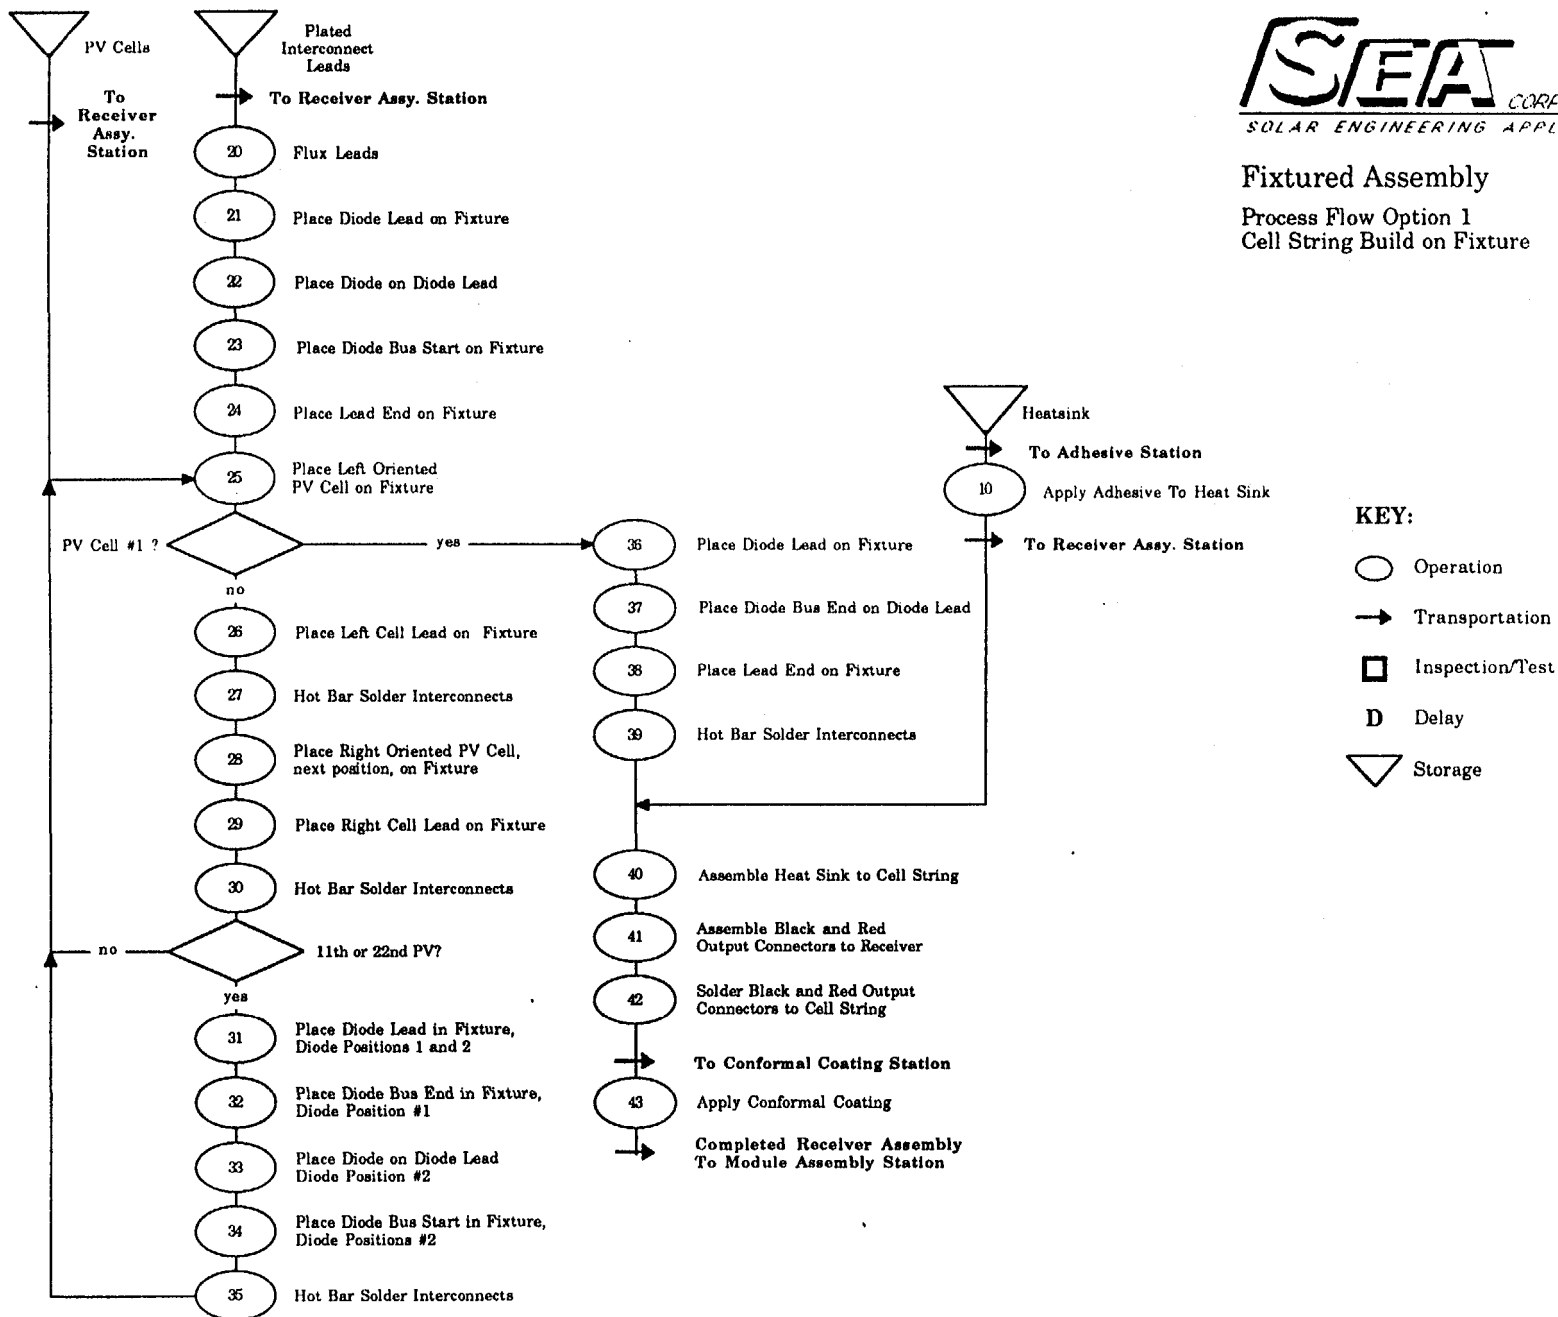 PV Cells
To
Receiver
Assy.
Station
Plated
Interconnect
Leads
To Receiver Assy. Station
20
Flux Leads
21
Place Diode Lead on Fixture
22
Place Diode on Diode Lead
23
Place Diode Bus Start on Fixture
24
Place Lead End on Fixture
25
Place Left Oriented
PV Cell on Fixture
PV Cell #1 ?
yes
no
26
Place Left Cell Lead on Fixture
27
Hot Bar Solder Interconnects
28
Place Right Oriented PV Cell,
next position, on Fixture
29
Place Right Cell Lead on Fixture
30
Hot Bar Solder Interconnects
no
11th or 22nd PV?
yes
31
Place Diode Lead in Fixture,
Diode Positions 1 and 2
32
Place Diode Bus End in Fixture,
Diode Position #1
33
Place Diode on Diode Lead
Diode Position #2
34
Place Diode Bus Start in Fixture,
Diode Positions #2
35
Hot Bar Solder Interconnects
36
Place Diode Lead on Fixture
37
Place Diode Bus End on Diode Lead
38
Place Lead End on Fixture
39
Hot Bar Solder Interconnects
Heatsink
To Adhesive Station
10
Apply Adhesive To Heat Sink
To Receiver Assy. Station
40
Assemble Heat Sink to Cell String
41
Assemble Black and Red
Output Connectors to Receiver
42
Solder Black and Red Output
Connectors to Cell String
To Conformal Coating Station
43
Apply Conformal Coating
Completed Receiver Assembly
To Module Assembly Station
SEA CORP
SOLAR ENGINEERING APPL
Fixtured Assembly
Process Flow Option 1
Cell String Build on Fixture
KEY:
Operation
Transportation
Inspection/Test
D Delay
Storage